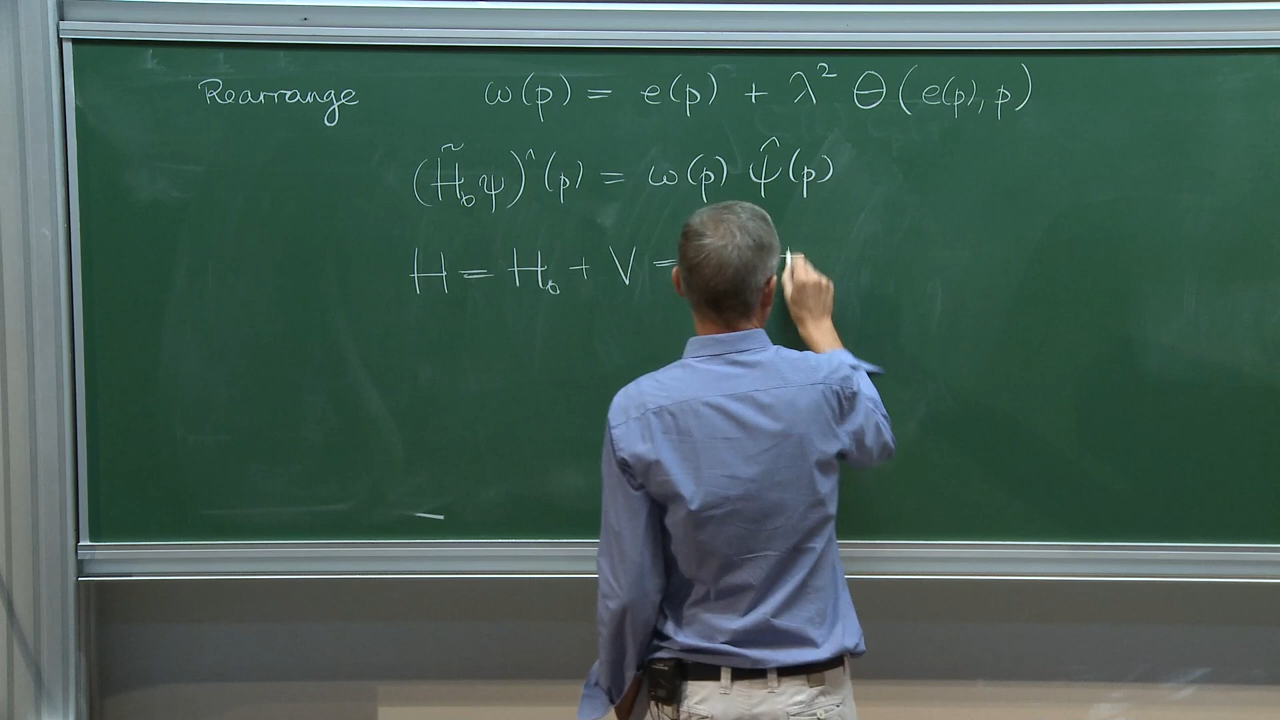 Rearrange ω(p) = e(p) + λ² Θ(e(p), p)
(H̃₀ψ)^(p) = ω(p) ψ̂(p)
H = H₀ + V = +